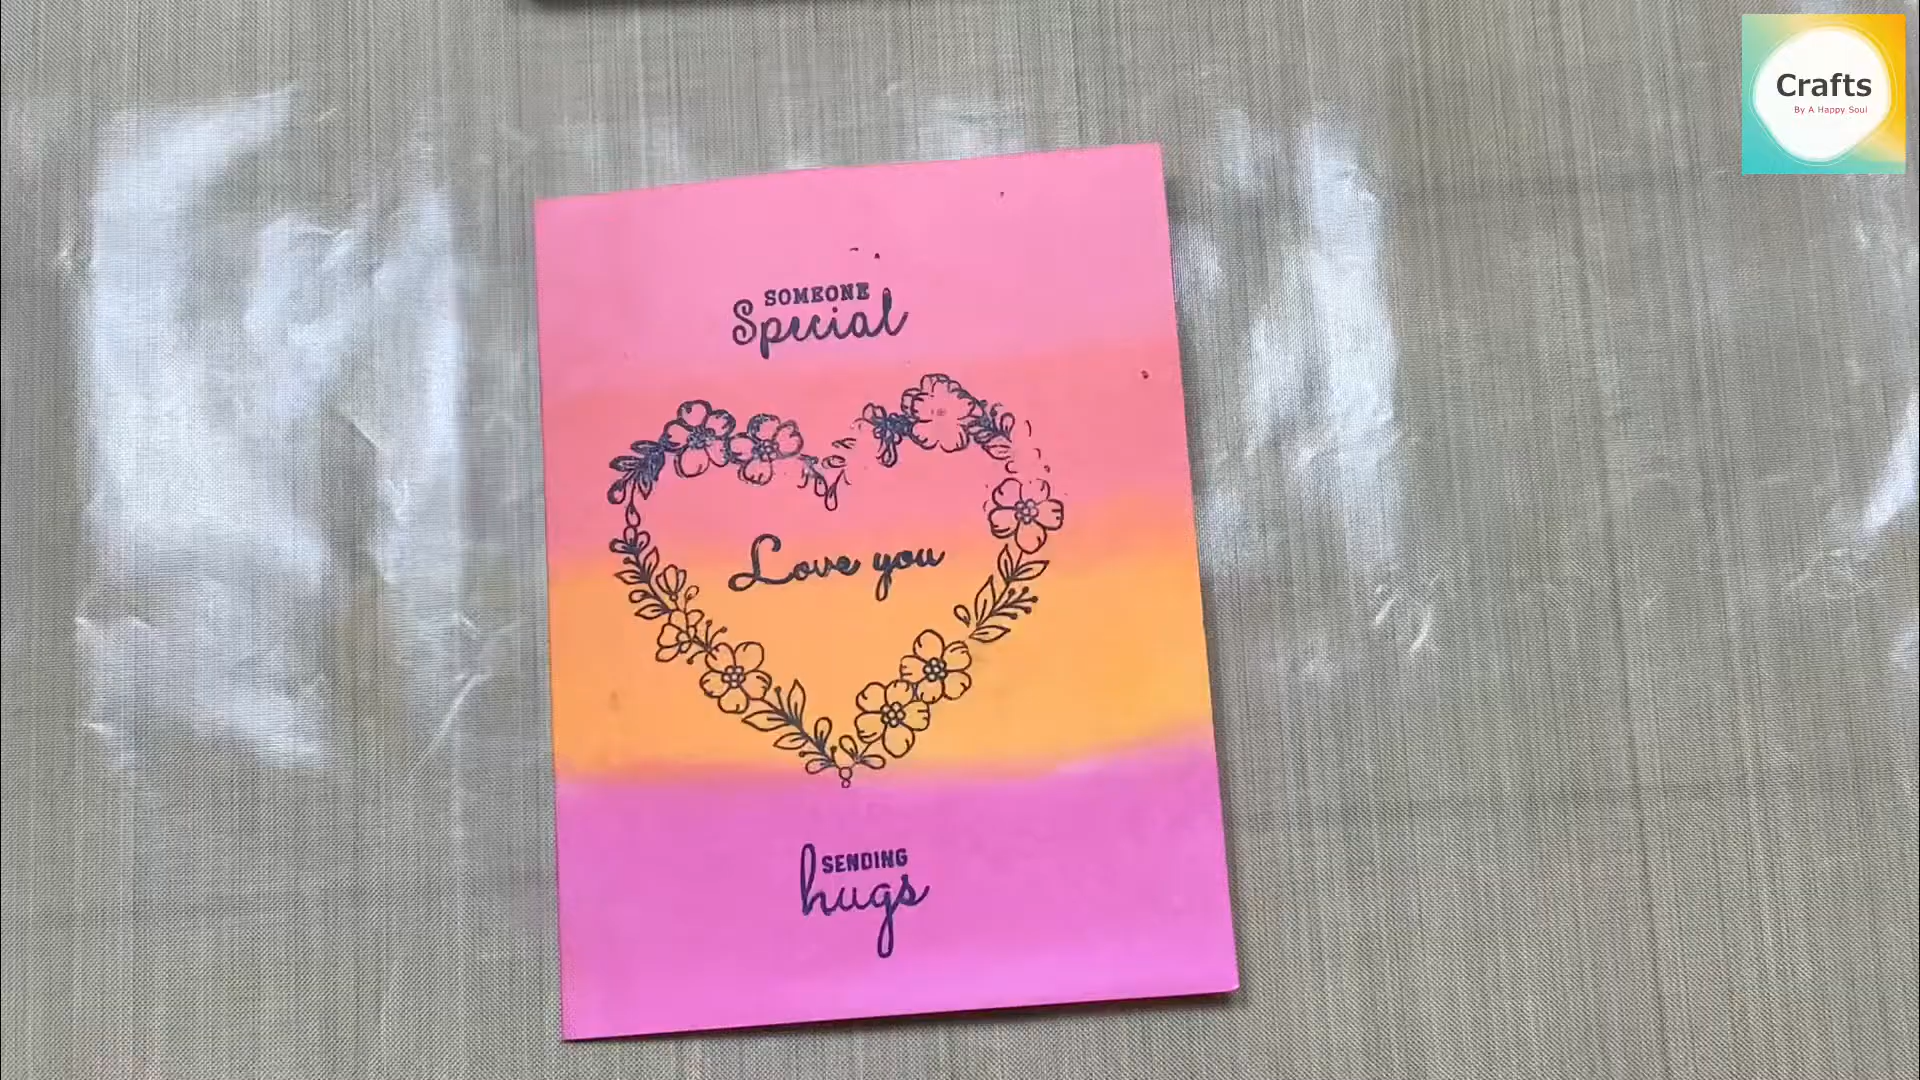 Crafts
By A Happy Soul
SOMEONE
Special
Love you
SENDING
hugs